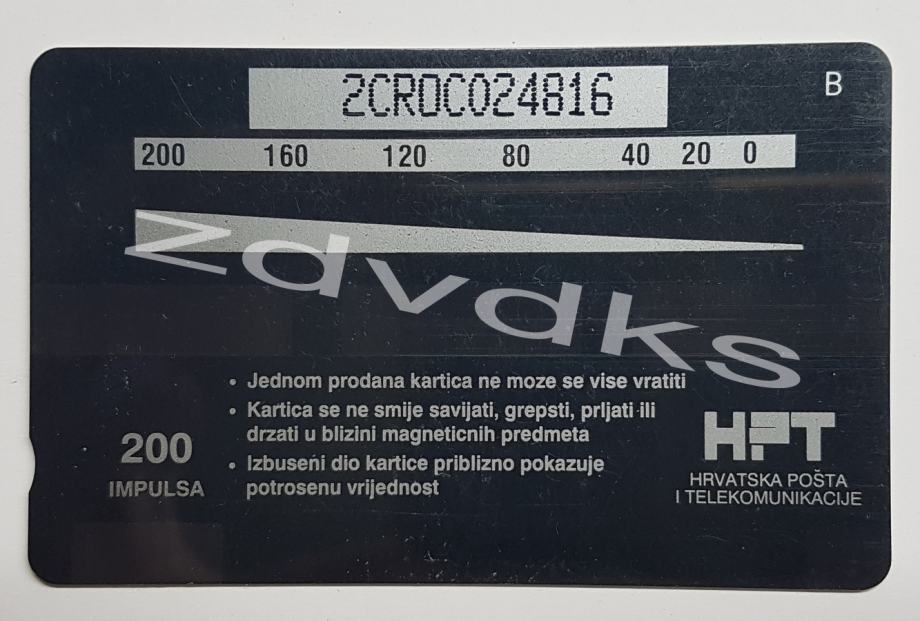 2CRDC024816
B
200 160 120 80 40 20 0
zdvdks
• Jednom prodana kartica ne moze se vise vratiti
• Kartica se ne smije savijati, grepsti, prljati ili
drzati u blizini magneticnih predmeta
• Izbuseni dio kartice priblizno pokazuje
potrosenu vrijednost
200
IMPULSA
HPT
HRVATSKA POŠTA
I TELEKOMUNIKACIJE